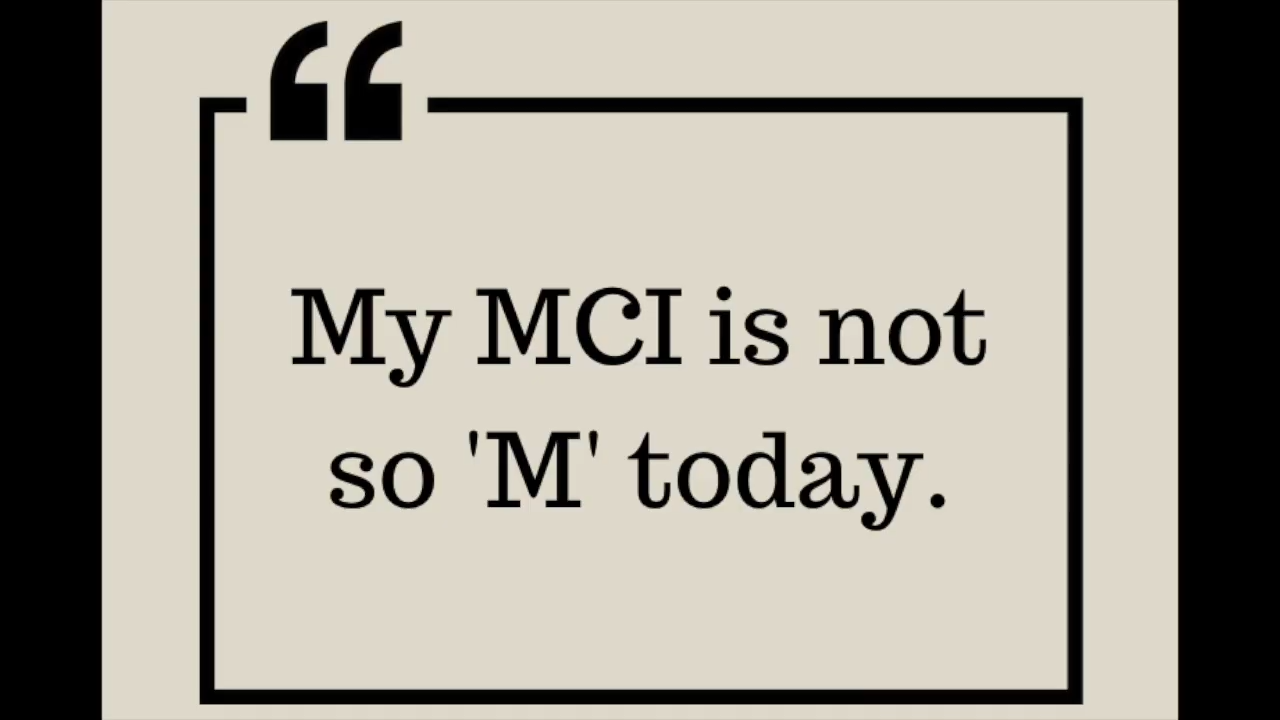 “
My MCI is not
so 'M' today.